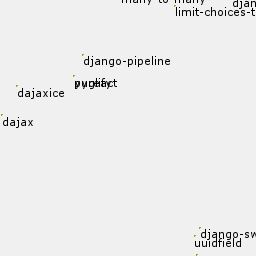 many-to-many
djan
limit-choices-t
django-pipeline
dajaxice
dajax
django-sw
uuidfield